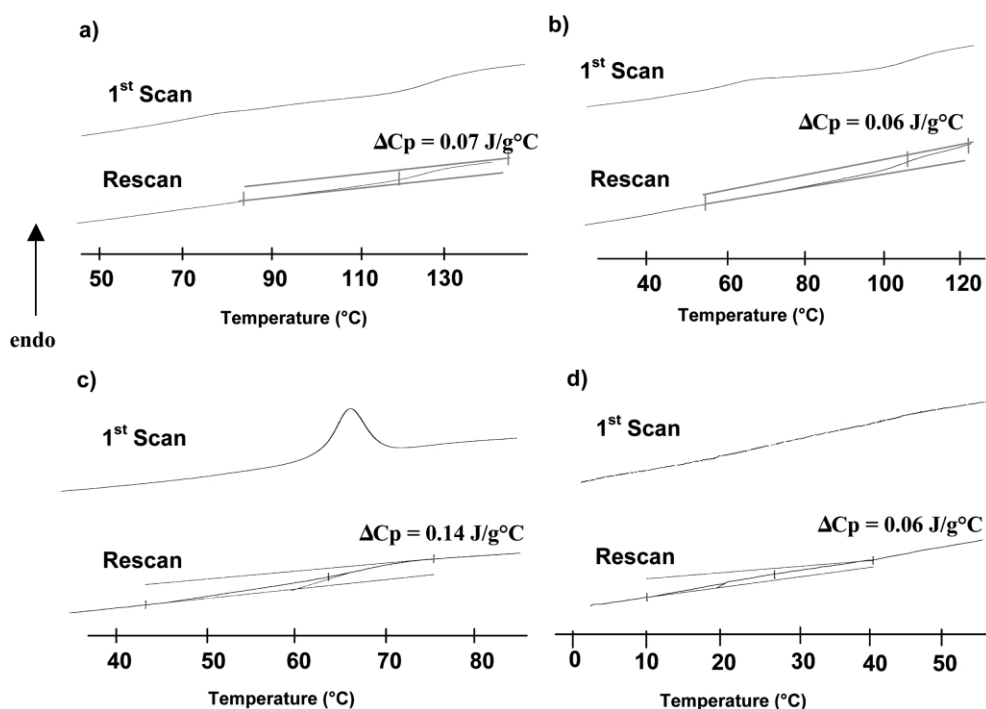 a)
1st Scan
ΔCp = 0.07 J/g°C
Rescan
50 70 90 110 130
Temperature (°C)
b)
1st Scan
ΔCp = 0.06 J/g°C
Rescan
40 60 80 100 120
Temperature (°C)
endo
c)
1st Scan
ΔCp = 0.14 J/g°C
Rescan
40 50 60 70 80
Temperature (°C)
d)
1st Scan
ΔCp = 0.06 J/g°C
Rescan
0 10 20 30 40 50
Temperature (°C)